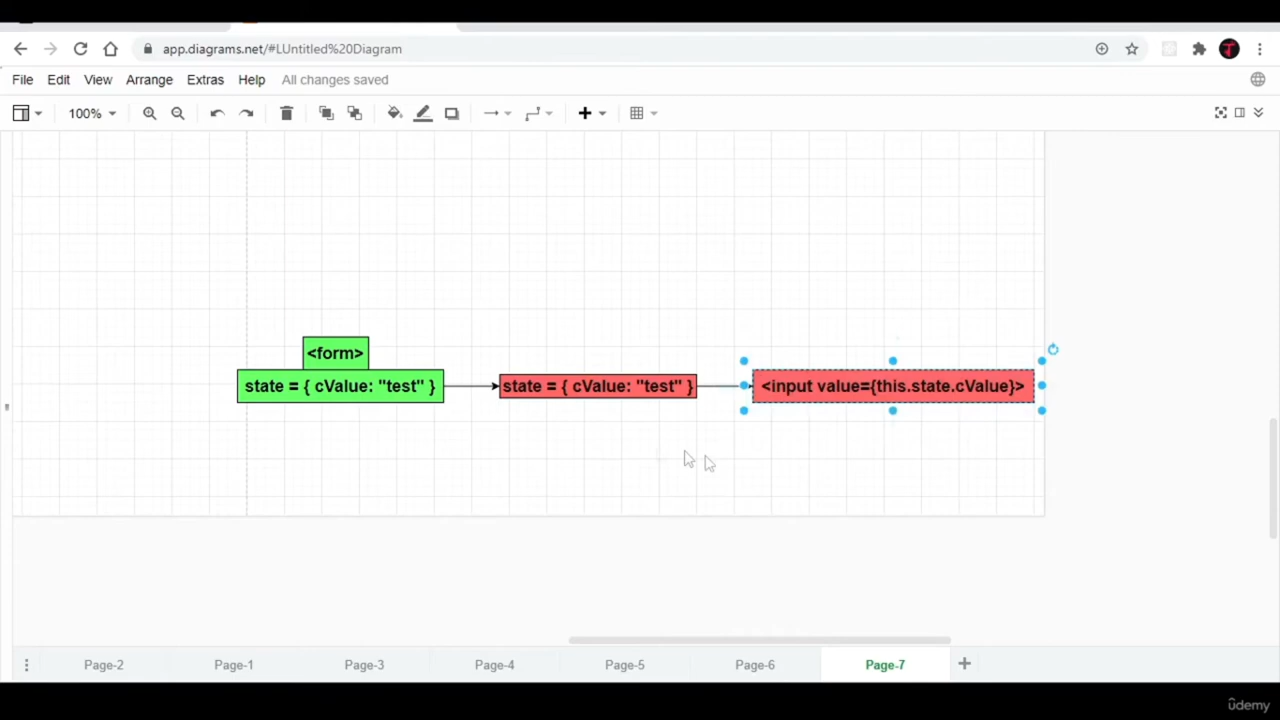 app.diagrams.net/#LUntitled%20Diagram
File Edit View Arrange Extras Help All changes saved
100%
<form>
state = { cValue: "test" }
state = { cValue: "test" }
<input value={this.state.cValue}>
Page-2 Page-1 Page-3 Page-4 Page-5 Page-6 Page-7
ûdemy